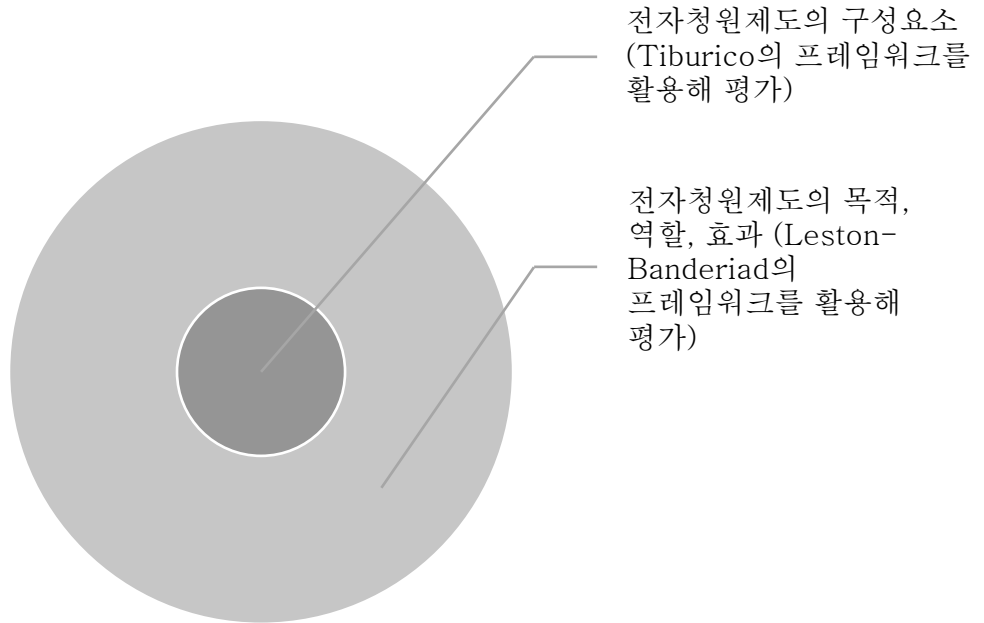 전자청원제도의 구성요소
(Tiburico의 프레임워크를
활용해 평가)
전자청원제도의 목적,
역할, 효과 (Leston-
Banderiad의
프레임워크를 활용해
평가)